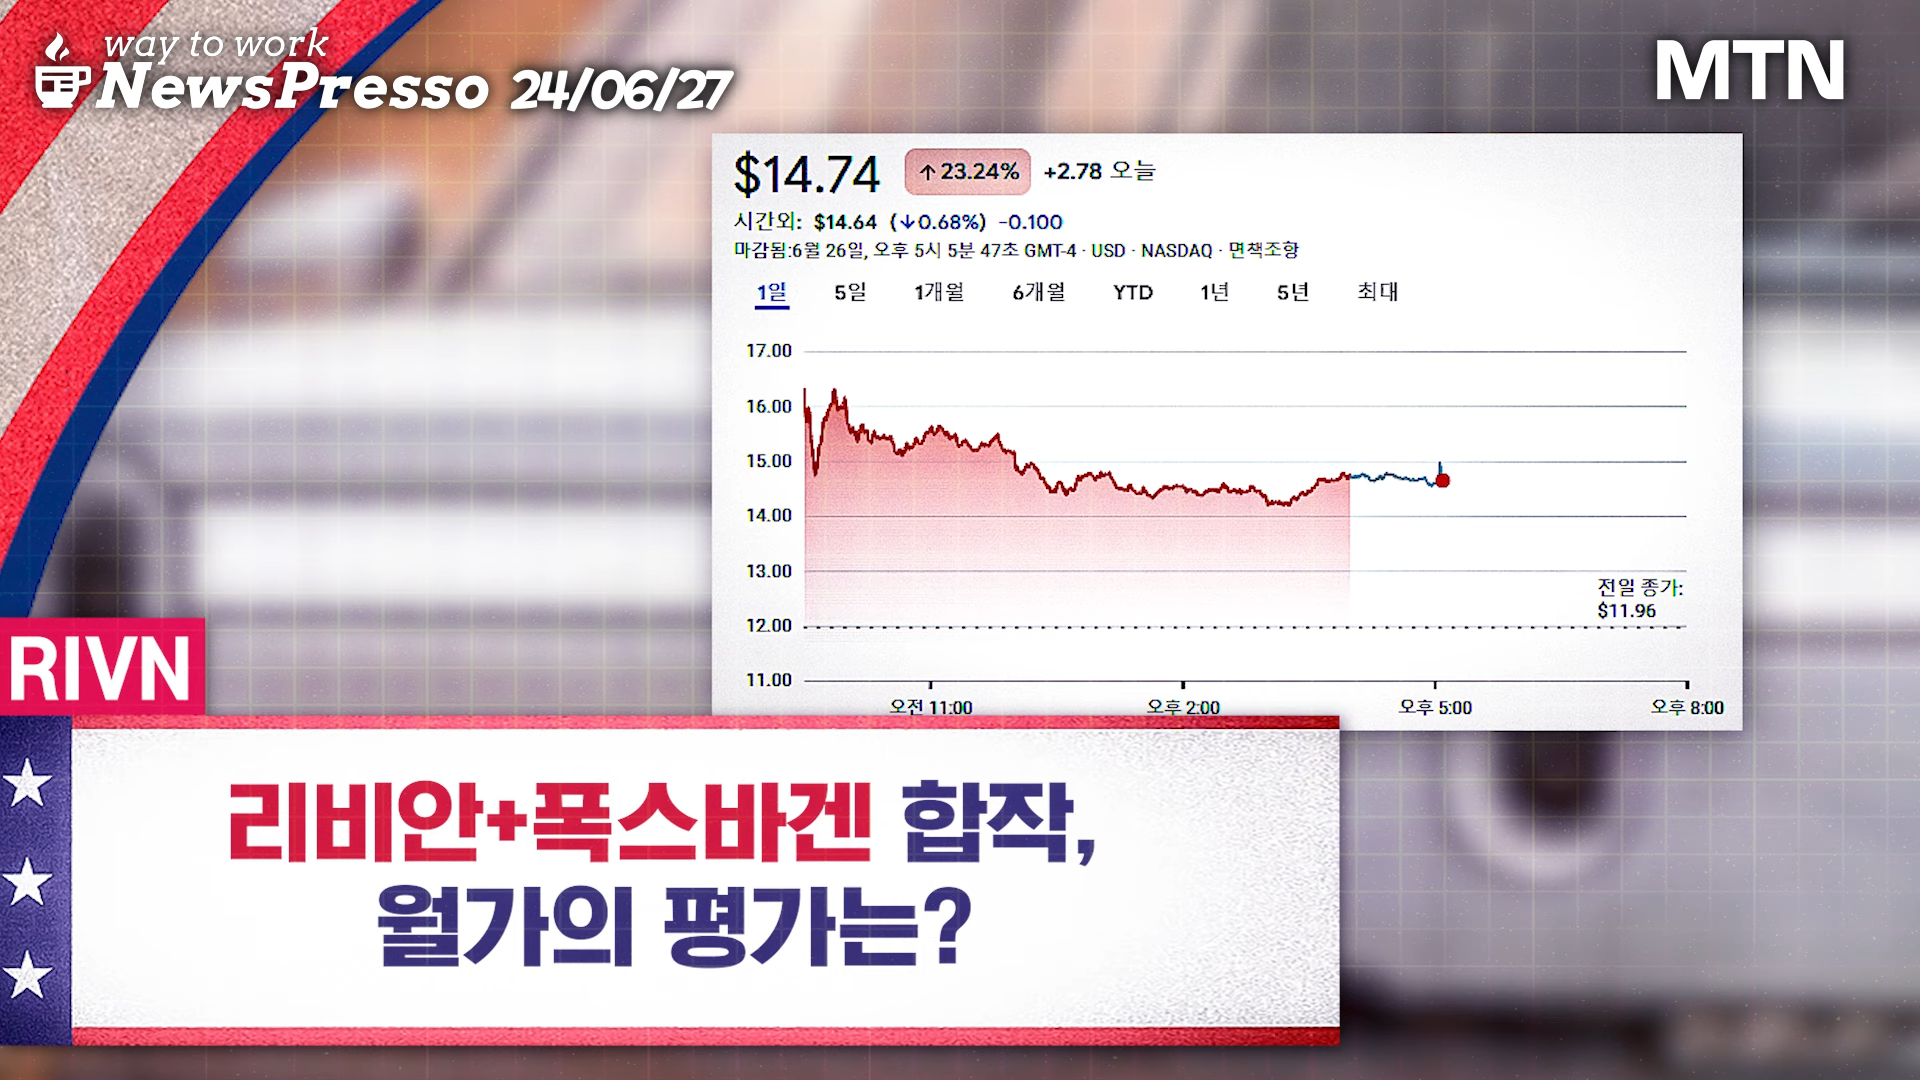 way to work
NewsPresso 24/06/27
MTN
$14.74 ↑23.24% +2.78 오늘
시간외: $14.64 (↓0.68%) -0.100
마감됨:6월 26일, 오후 5시 5분 47초 GMT-4 · USD · NASDAQ · 면책조항
1일 5일 1개월 6개월 YTD 1년 5년 최대
17.00
16.00
15.00
14.00
13.00
전일 종가:
$11.96
12.00
11.00
오전 11:00 오후 2:00 오후 5:00 오후 8:00
RIVN
리비안+폭스바겐 합작,
월가의 평가는?